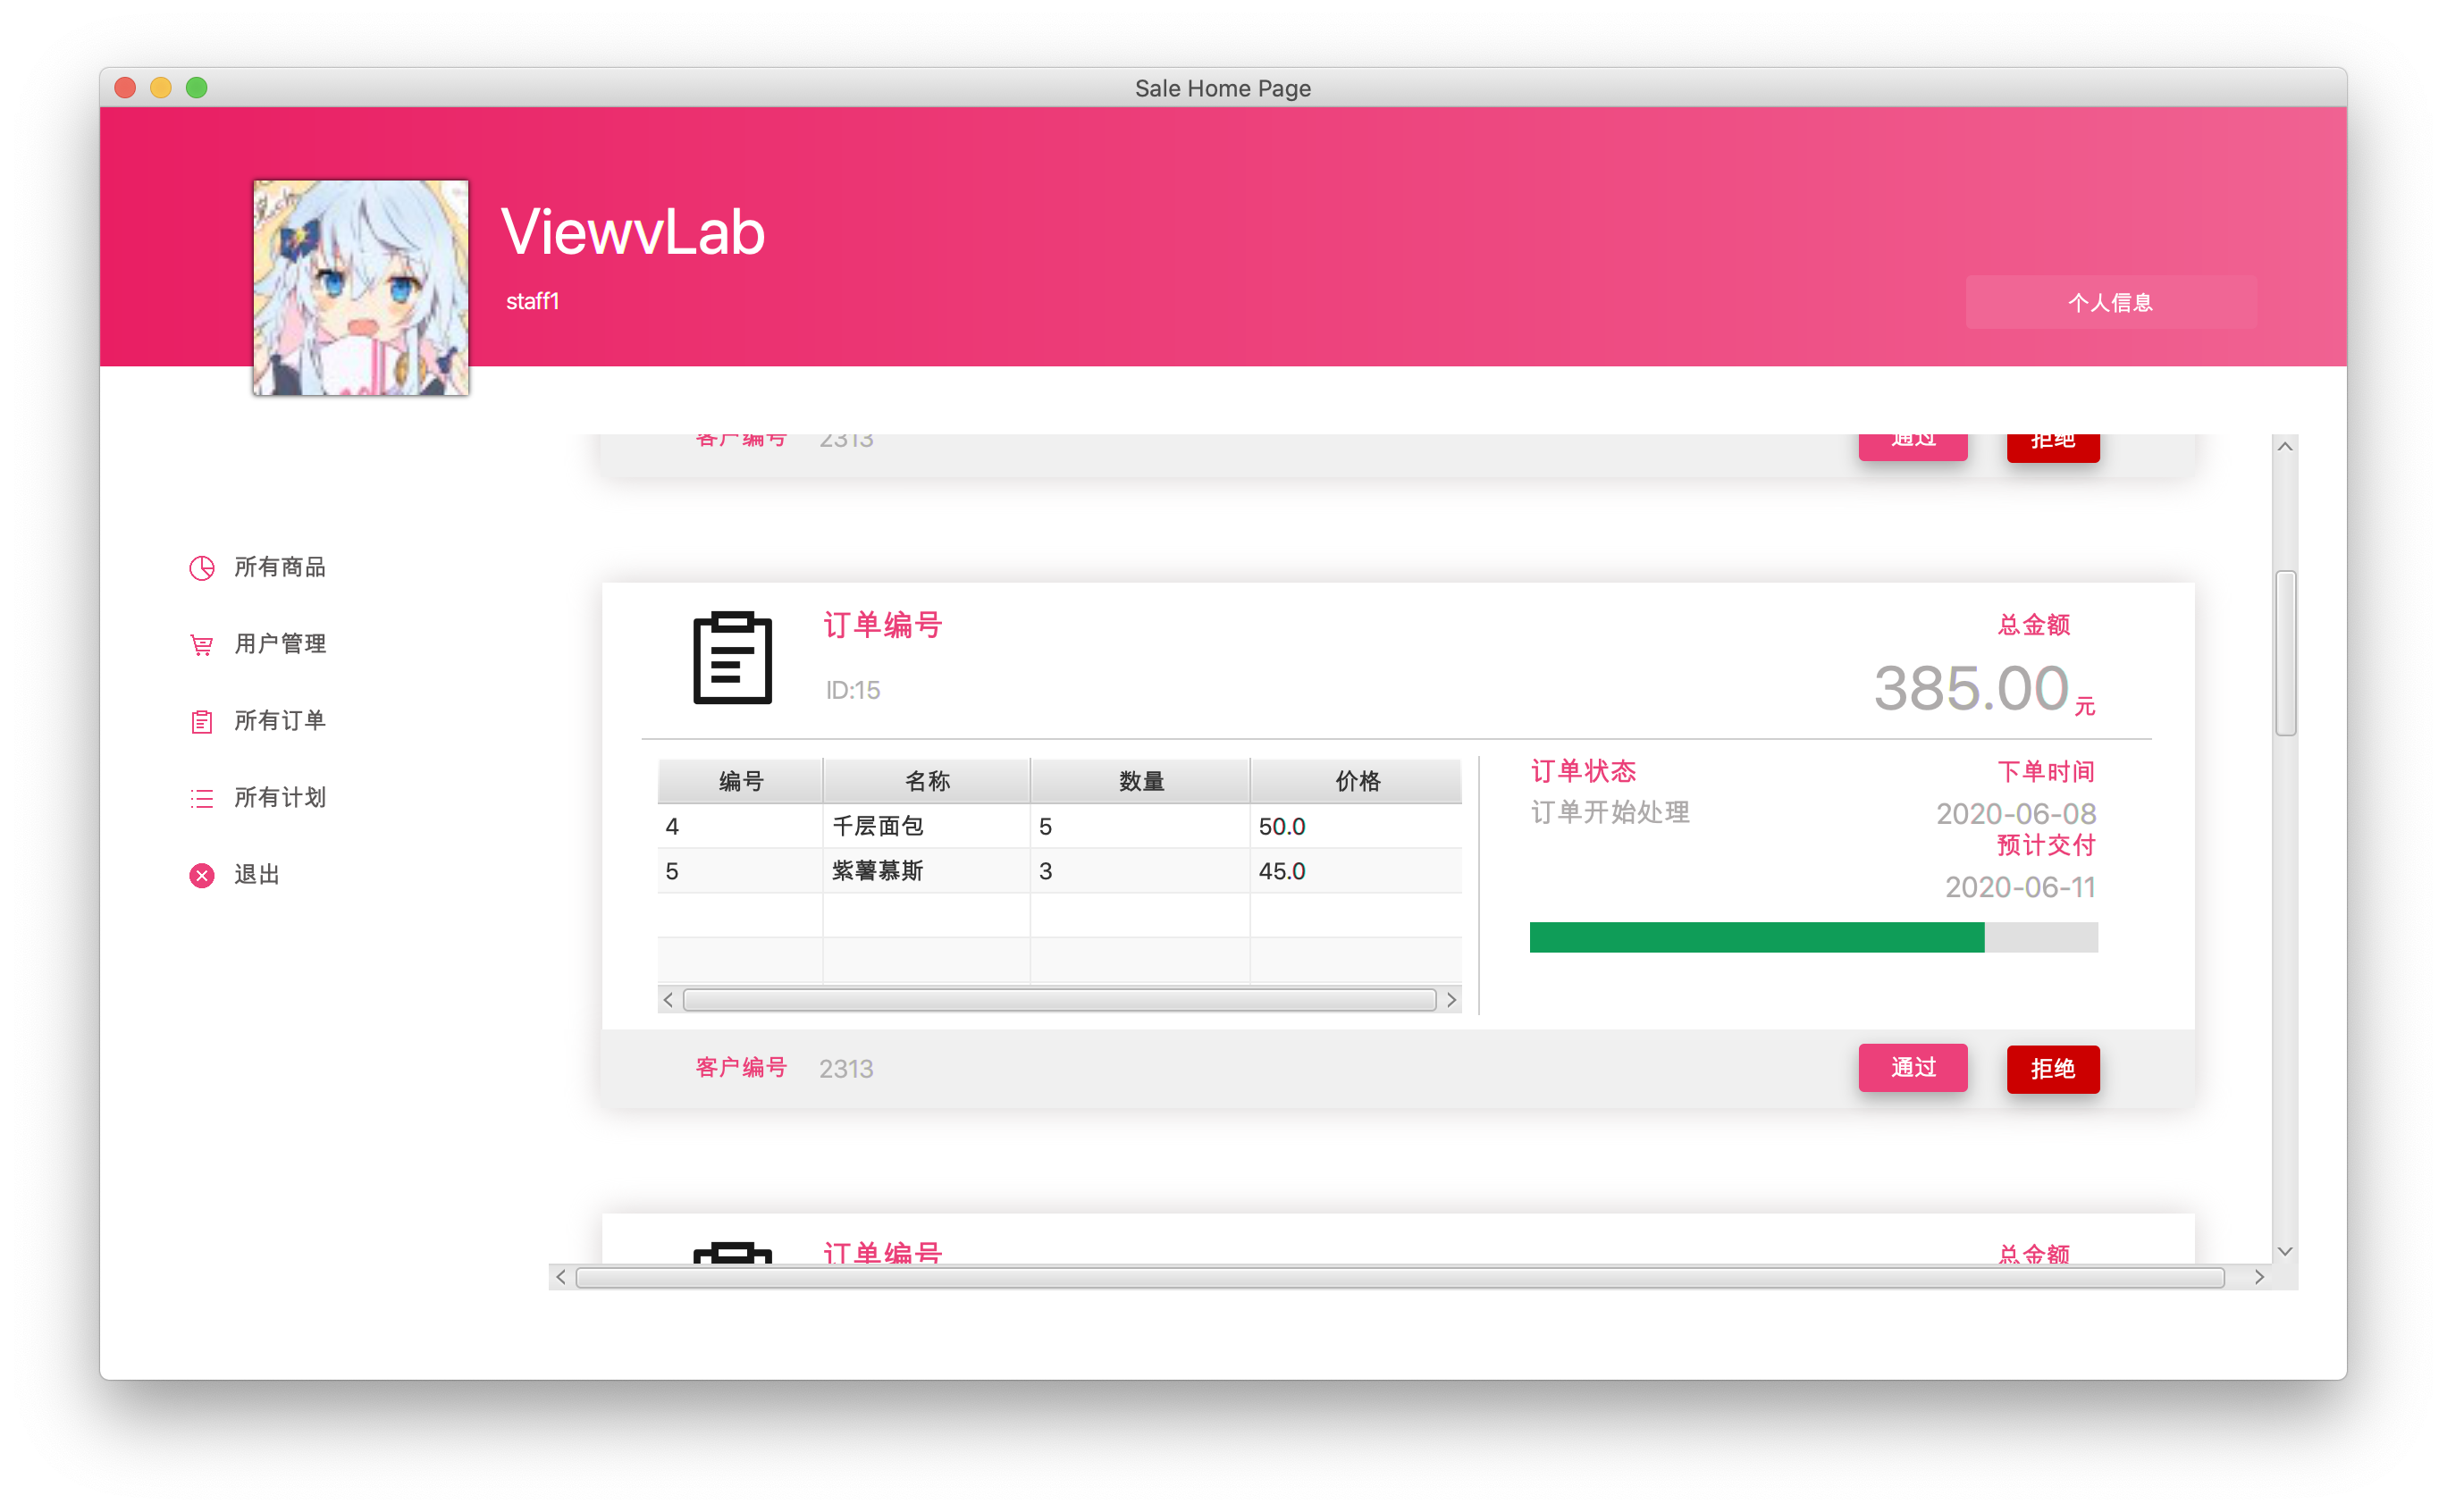 Sale Home Page
ViewvLab
staff1
个人信息
客户编号 2313 通过 拒绝
所有商品
用户管理
所有订单
所有计划
退出
订单编号 总金额
ID:15 385.00 元
编号 名称 数量 价格
4 千层面包 5 50.0
5 紫薯慕斯 3 45.0
订单状态 下单时间
订单开始处理 2020-06-08
预计交付
2020-06-11
客户编号 2313 通过 拒绝
订单编号 总金额